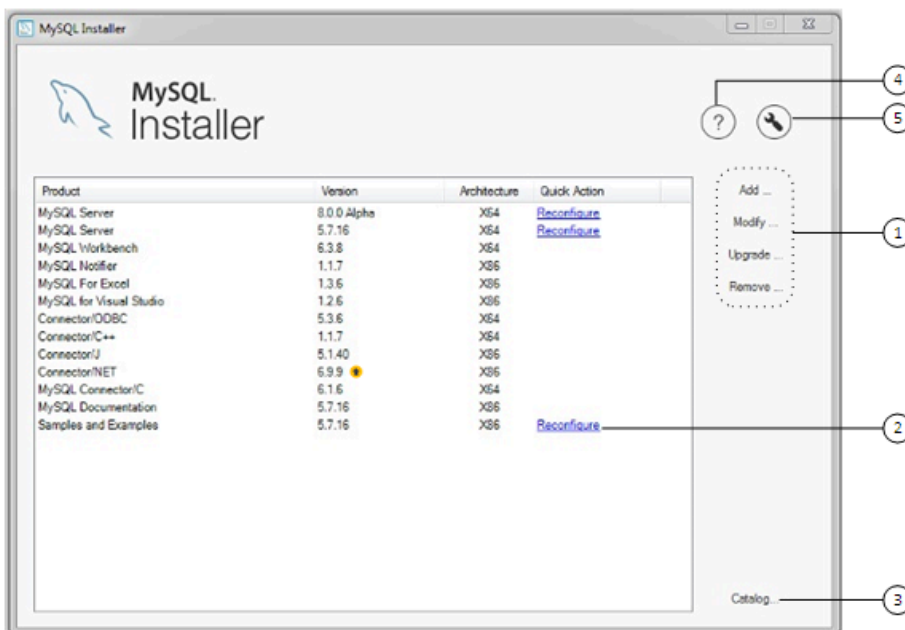 MySQL Installer
MySQL.
Installer
4
?
5
Product Version Architecture Quick Action
MySQL Server 8.0.0 Alpha X64 Reconfigure
MySQL Server 5.7.16 X64 Reconfigure
MySQL Workbench 6.3.8 X64
MySQL Notifier 1.1.7 X86
MySQL For Excel 1.3.6 X86
MySQL for Visual Studio 1.2.6 X86
Connector/ODBC 5.3.6 X64
Connector/C++ 1.1.7 X64
Connector/J 5.1.40 X86
Connector/NET 6.9.9 X86
MySQL Connector/C 6.1.6 X64
MySQL Documentation 5.7.16 X86
Samples and Examples 5.7.16 X86 Reconfigure
Add ...
Modify ...
Upgrade ...
Remove ...
1
2
Catalog...
3